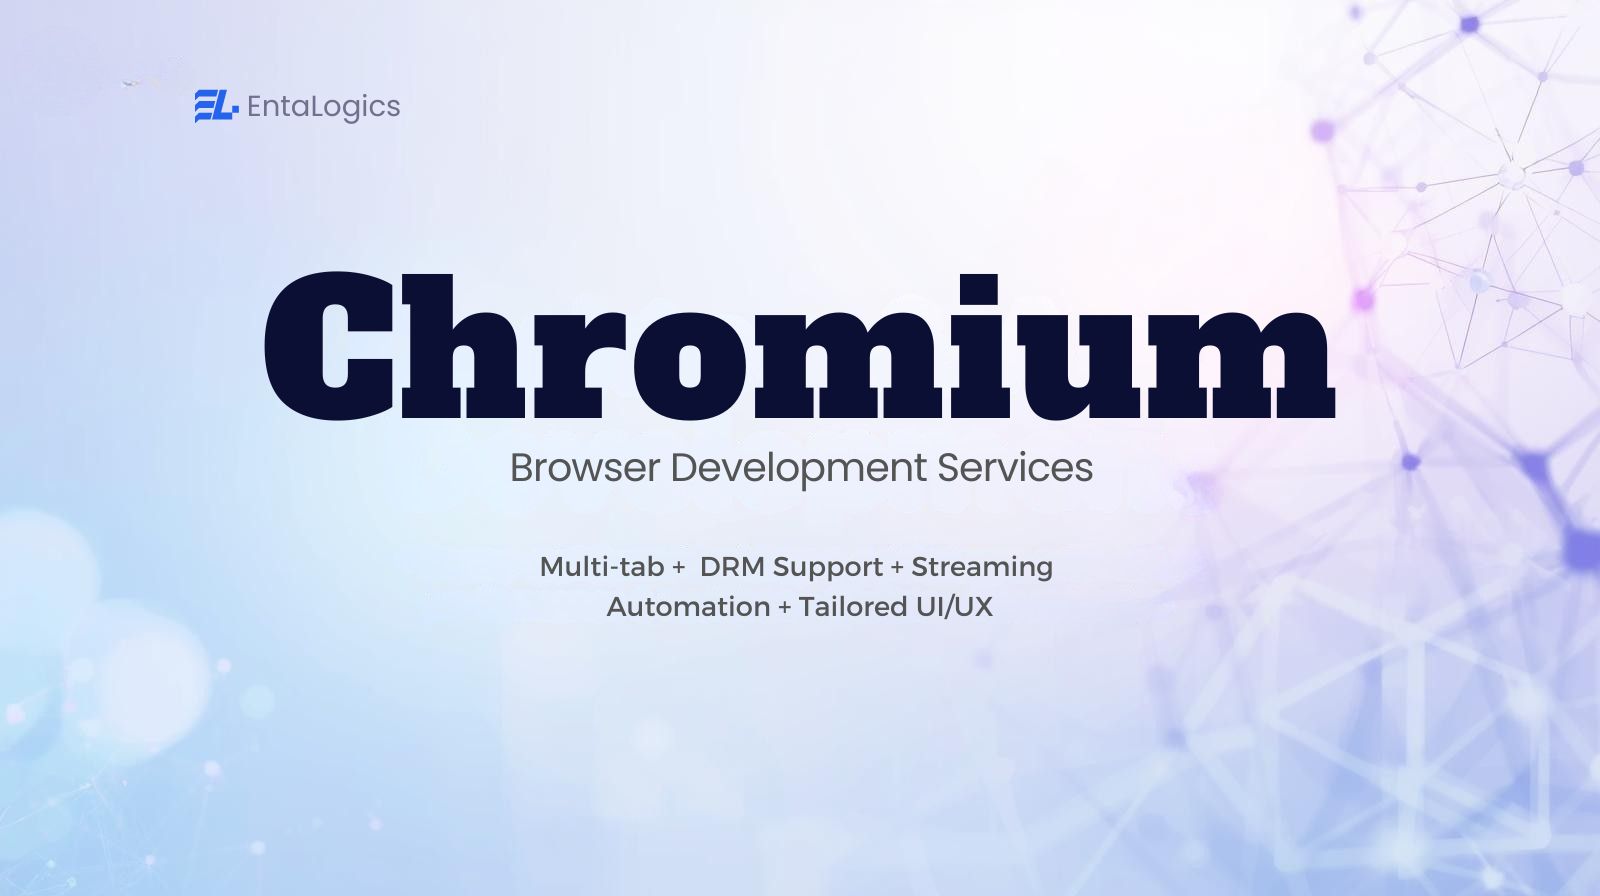 EntaLogics
Chromium
Browser Development Services
Multi-tab + DRM Support + Streaming
Automation + Tailored UI/UX